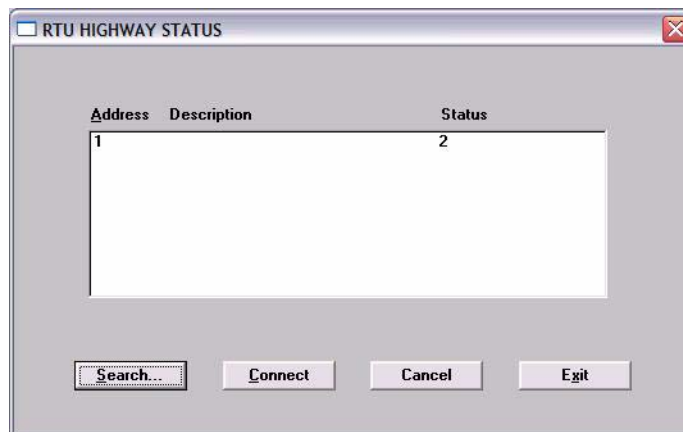 RTU HIGHWAY STATUS
Address Description Status
1 2
Search... Connect Cancel Exit